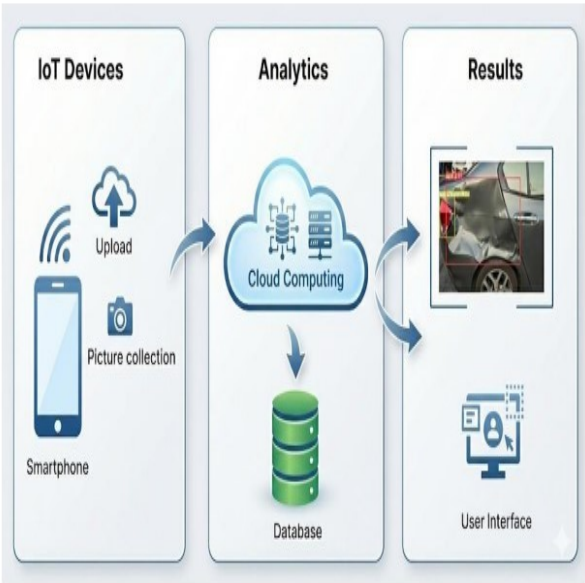 IoT Devices
Upload
Picture collection
Smartphone
Analytics
Cloud Computing
Database
Results
User Interface